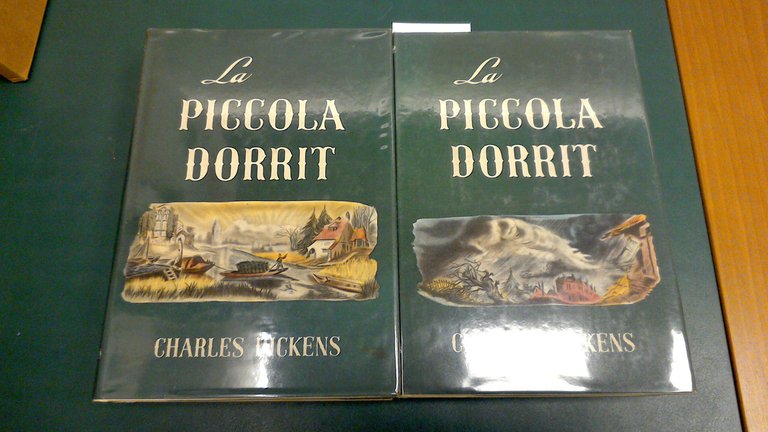 La
PICCOLA
DORRIT
CHARLES DICKENS
La
PICCOLA
DORRIT